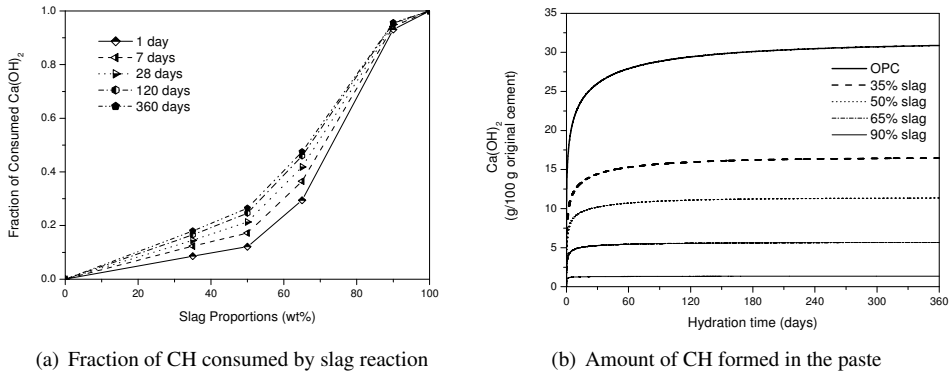 1.0
0.8
0.6
0.4
0.2
0.0
Fraction of Consumed Ca(OH)2
1 day
7 days
28 days
120 days
360 days
0 20 40 60 80 100
Slag Proportions (wt%)
(a) Fraction of CH consumed by slag reaction
35
30
25
20
15
10
5
0
Ca(OH)2
(g/100 g original cement)
OPC
35% slag
50% slag
65% slag
90% slag
0 60 120 180 240 300 360
Hydration time (days)
(b) Amount of CH formed in the paste